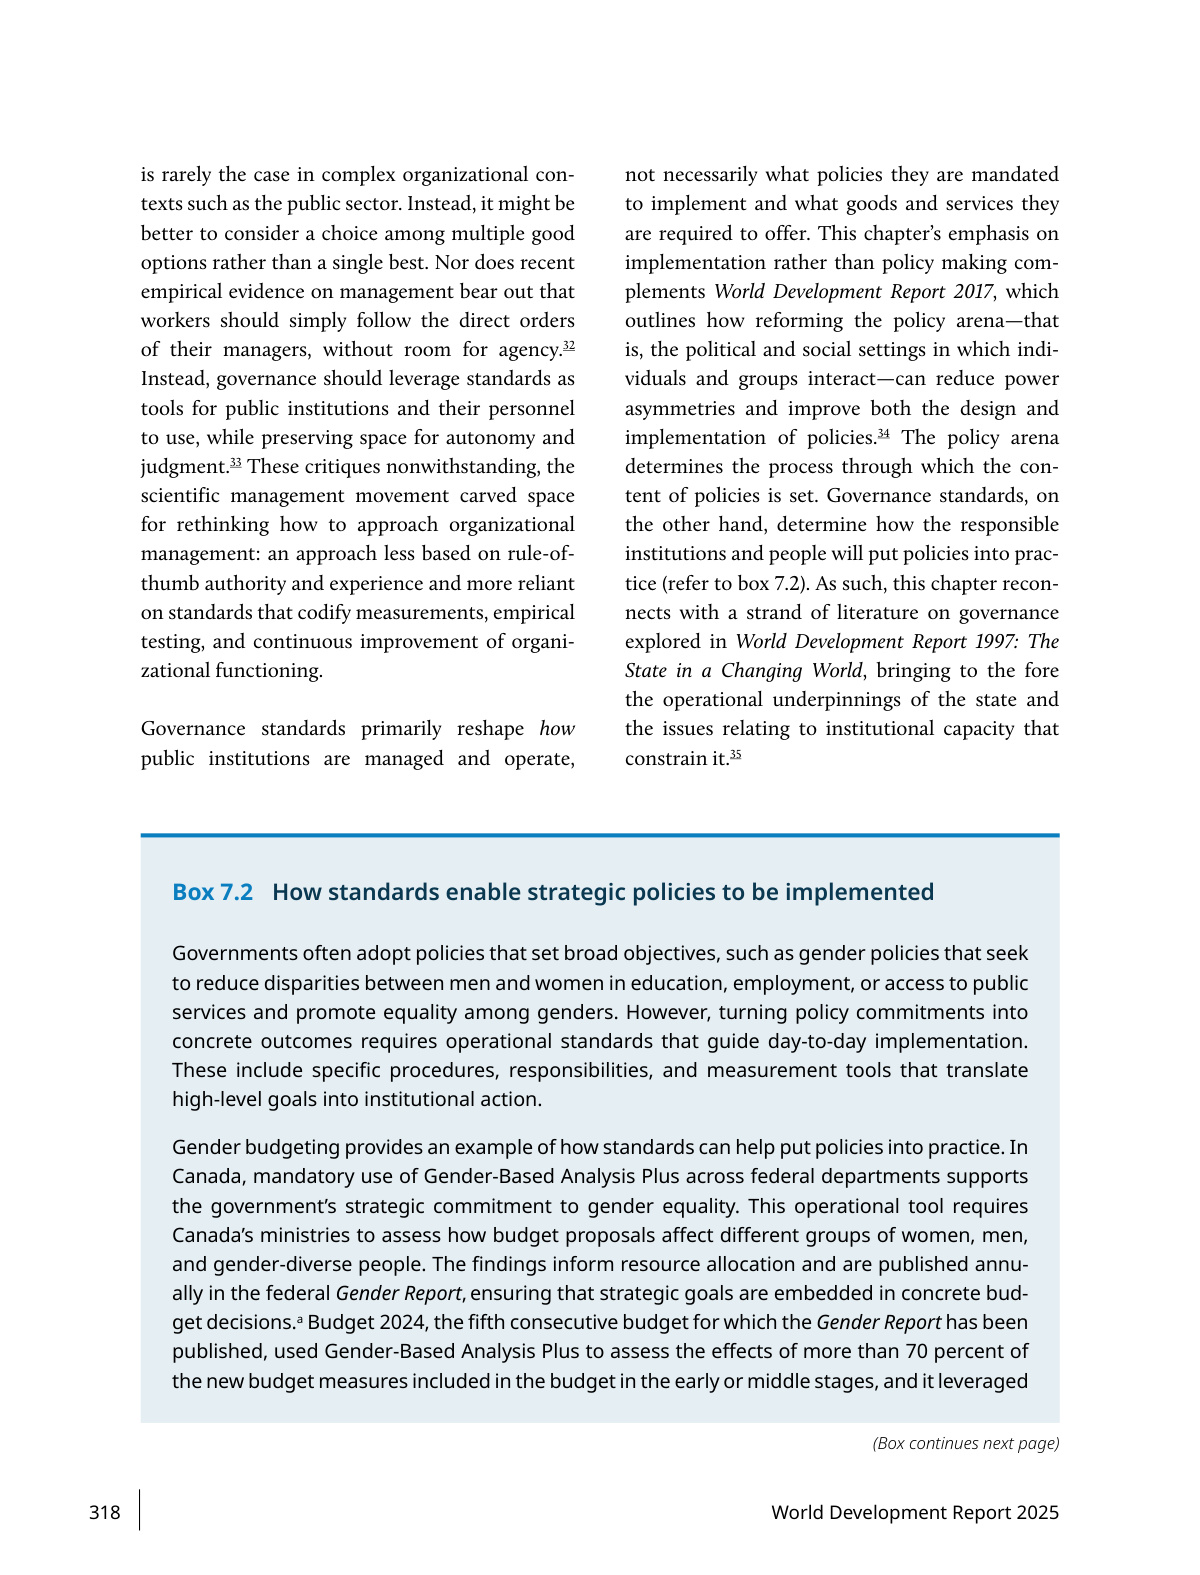 is rarely the case in complex organizational con-
texts such as the public sector. Instead, it might be
better to consider a choice among multiple good
options rather than a single best. Nor does recent
empirical evidence on management bear out that
workers should simply follow the direct orders
of their managers, without room for agency.32
Instead, governance should leverage standards as
tools for public institutions and their personnel
to use, while preserving space for autonomy and
judgment.33 These critiques nonwithstanding, the
scientific management movement carved space
for rethinking how to approach organizational
management: an approach less based on rule-of-
thumb authority and experience and more reliant
on standards that codify measurements, empirical
testing, and continuous improvement of organi-
zational functioning.
Governance standards primarily reshape how
public institutions are managed and operate,
not necessarily what policies they are mandated
to implement and what goods and services they
are required to offer. This chapter’s emphasis on
implementation rather than policy making com-
plements World Development Report 2017, which
outlines how reforming the policy arena—that
is, the political and social settings in which indi-
viduals and groups interact—can reduce power
asymmetries and improve both the design and
implementation of policies.34 The policy arena
determines the process through which the con-
tent of policies is set. Governance standards, on
the other hand, determine how the responsible
institutions and people will put policies into prac-
tice (refer to box 7.2). As such, this chapter recon-
nects with a strand of literature on governance
explored in World Development Report 1997: The
State in a Changing World, bringing to the fore
the operational underpinnings of the state and
the issues relating to institutional capacity that
constrain it.35
Box 7.2 How standards enable strategic policies to be implemented
Governments often adopt policies that set broad objectives, such as gender policies that seek
to reduce disparities between men and women in education, employment, or access to public
services and promote equality among genders. However, turning policy commitments into
concrete outcomes requires operational standards that guide day-to-day implementation.
These include specific procedures, responsibilities, and measurement tools that translate
high-level goals into institutional action.
Gender budgeting provides an example of how standards can help put policies into practice. In
Canada, mandatory use of Gender-Based Analysis Plus across federal departments supports
the government’s strategic commitment to gender equality. This operational tool requires
Canada’s ministries to assess how budget proposals affect different groups of women, men,
and gender-diverse people. The findings inform resource allocation and are published annu-
ally in the federal Gender Report, ensuring that strategic goals are embedded in concrete bud-
get decisions.a Budget 2024, the fifth consecutive budget for which the Gender Report has been
published, used Gender-Based Analysis Plus to assess the effects of more than 70 percent of
the new budget measures included in the budget in the early or middle stages, and it leveraged
(Box continues next page)
318
World Development Report 2025